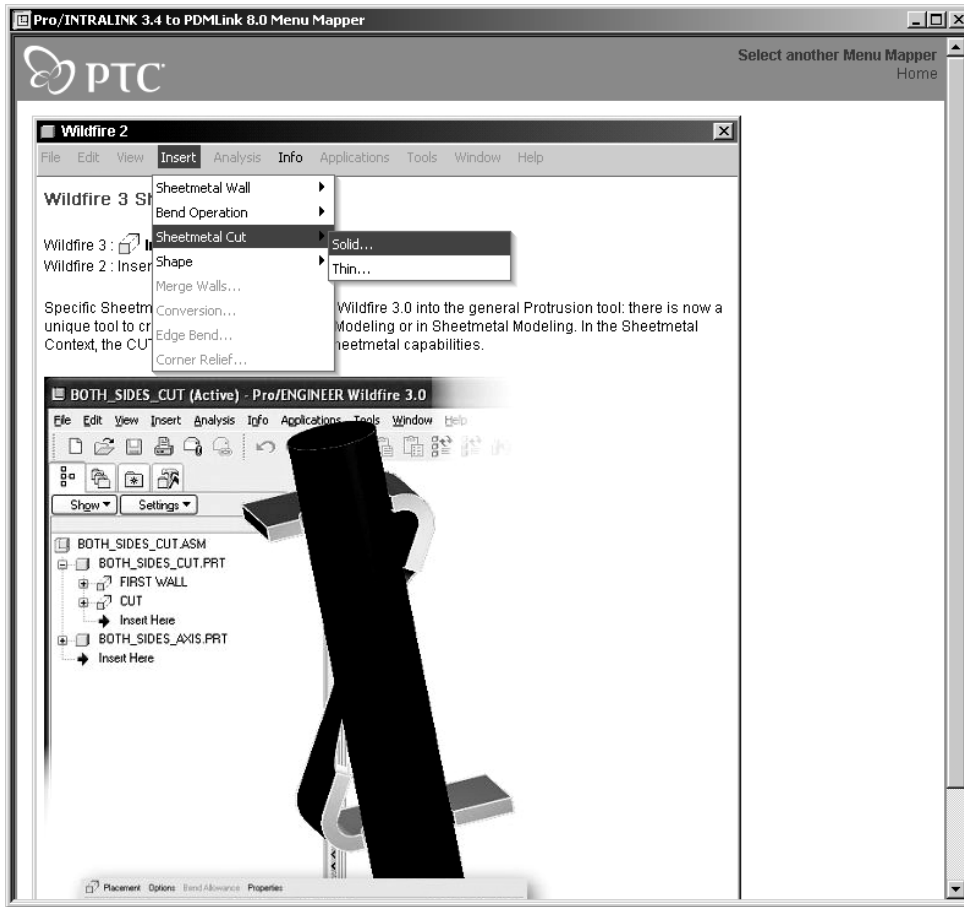 Pro/INTRALINK 3.4 to PDMLink 8.0 Menu Mapper
PTC
Select another Menu Mapper
Home
Wildfire 2
File Edit View Insert Analysis Info Applications Tools Window Help
Sheetmetal Wall
Bend Operation
Sheetmetal Cut
Shape
Merge Walls...
Conversion...
Edge Bend...
Corner Relief...
Solid...
Thin...
Wildfire 3
Wildfire 3 :
Wildfire 2 : Inser
Specific Sheetm Wildfire 3.0 into the general Protrusion tool: there is now a
unique tool to cr Modeling or in Sheetmetal Modeling. In the Sheetmetal
Context, the CU heetmetal capabilities.
BOTH_SIDES_CUT (Active) - Pro/ENGINEER Wildfire 3.0
File Edit View Insert Analysis Info Applications Tools Window Help
Show Settings
BOTH_SIDES_CUT.ASM
BOTH_SIDES_CUT.PRT
FIRST WALL
CUT
Insert Here
BOTH_SIDES_AXIS.PRT
Insert Here
Placement Options Bend Allowance Properties